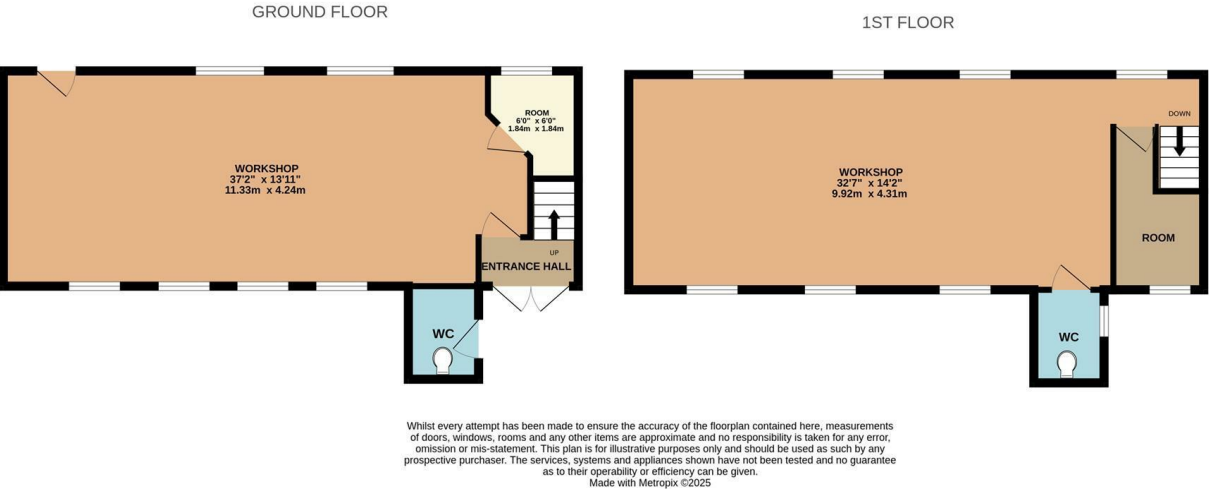 GROUND FLOOR
1ST FLOOR
ROOM
6'0" x 6'0"
1.84m x 1.84m
WORKSHOP
37'2" x 13'11"
11.33m x 4.24m
UP
ENTRANCE HALL
WC
DOWN
WORKSHOP
32'7" x 14'2"
9.92m x 4.31m
ROOM
WC
Whilst every attempt has been made to ensure the accuracy of the floorplan contained here, measurements
of doors, windows, rooms and any other items are approximate and no responsibility is taken for any error,
omission or mis-statement. This plan is for illustrative purposes only and should be used as such by any
prospective purchaser. The services, systems and appliances shown have not been tested and no guarantee
as to their operability or efficiency can be given.
Made with Metropix ©2025